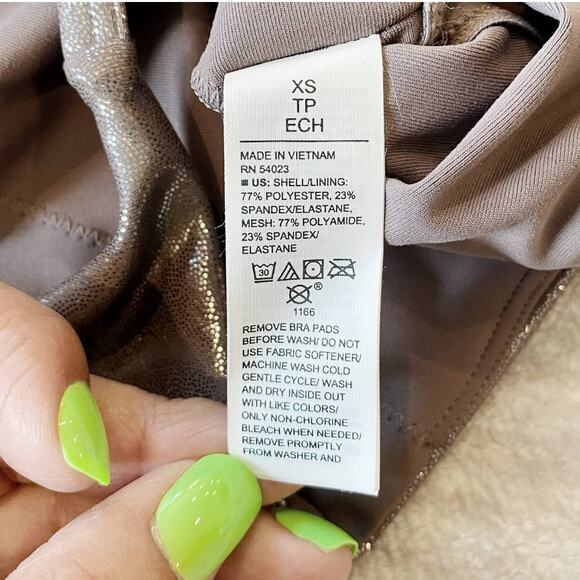 XS
TP
ECH
MADE IN VIETNAM
RN 54023
US: SHELL/LINING:
77% POLYESTER, 23%
SPANDEX/ELASTANE,
MESH: 77% POLYAMIDE,
23% SPANDEX/
ELASTANE
30
®
1166
REMOVE BRA PADS
BEFORE WASH/ DO NOT
USE FABRIC SOFTENER/
MACHINE WASH COLD
GENTLE CYCLE/ WASH
AND DRY INSIDE OUT
WITH LIKE COLORS/
ONLY NON-CHLORINE
BLEACH WHEN NEEDED/
REMOVE PROMPTLY
FROM WASHER AND